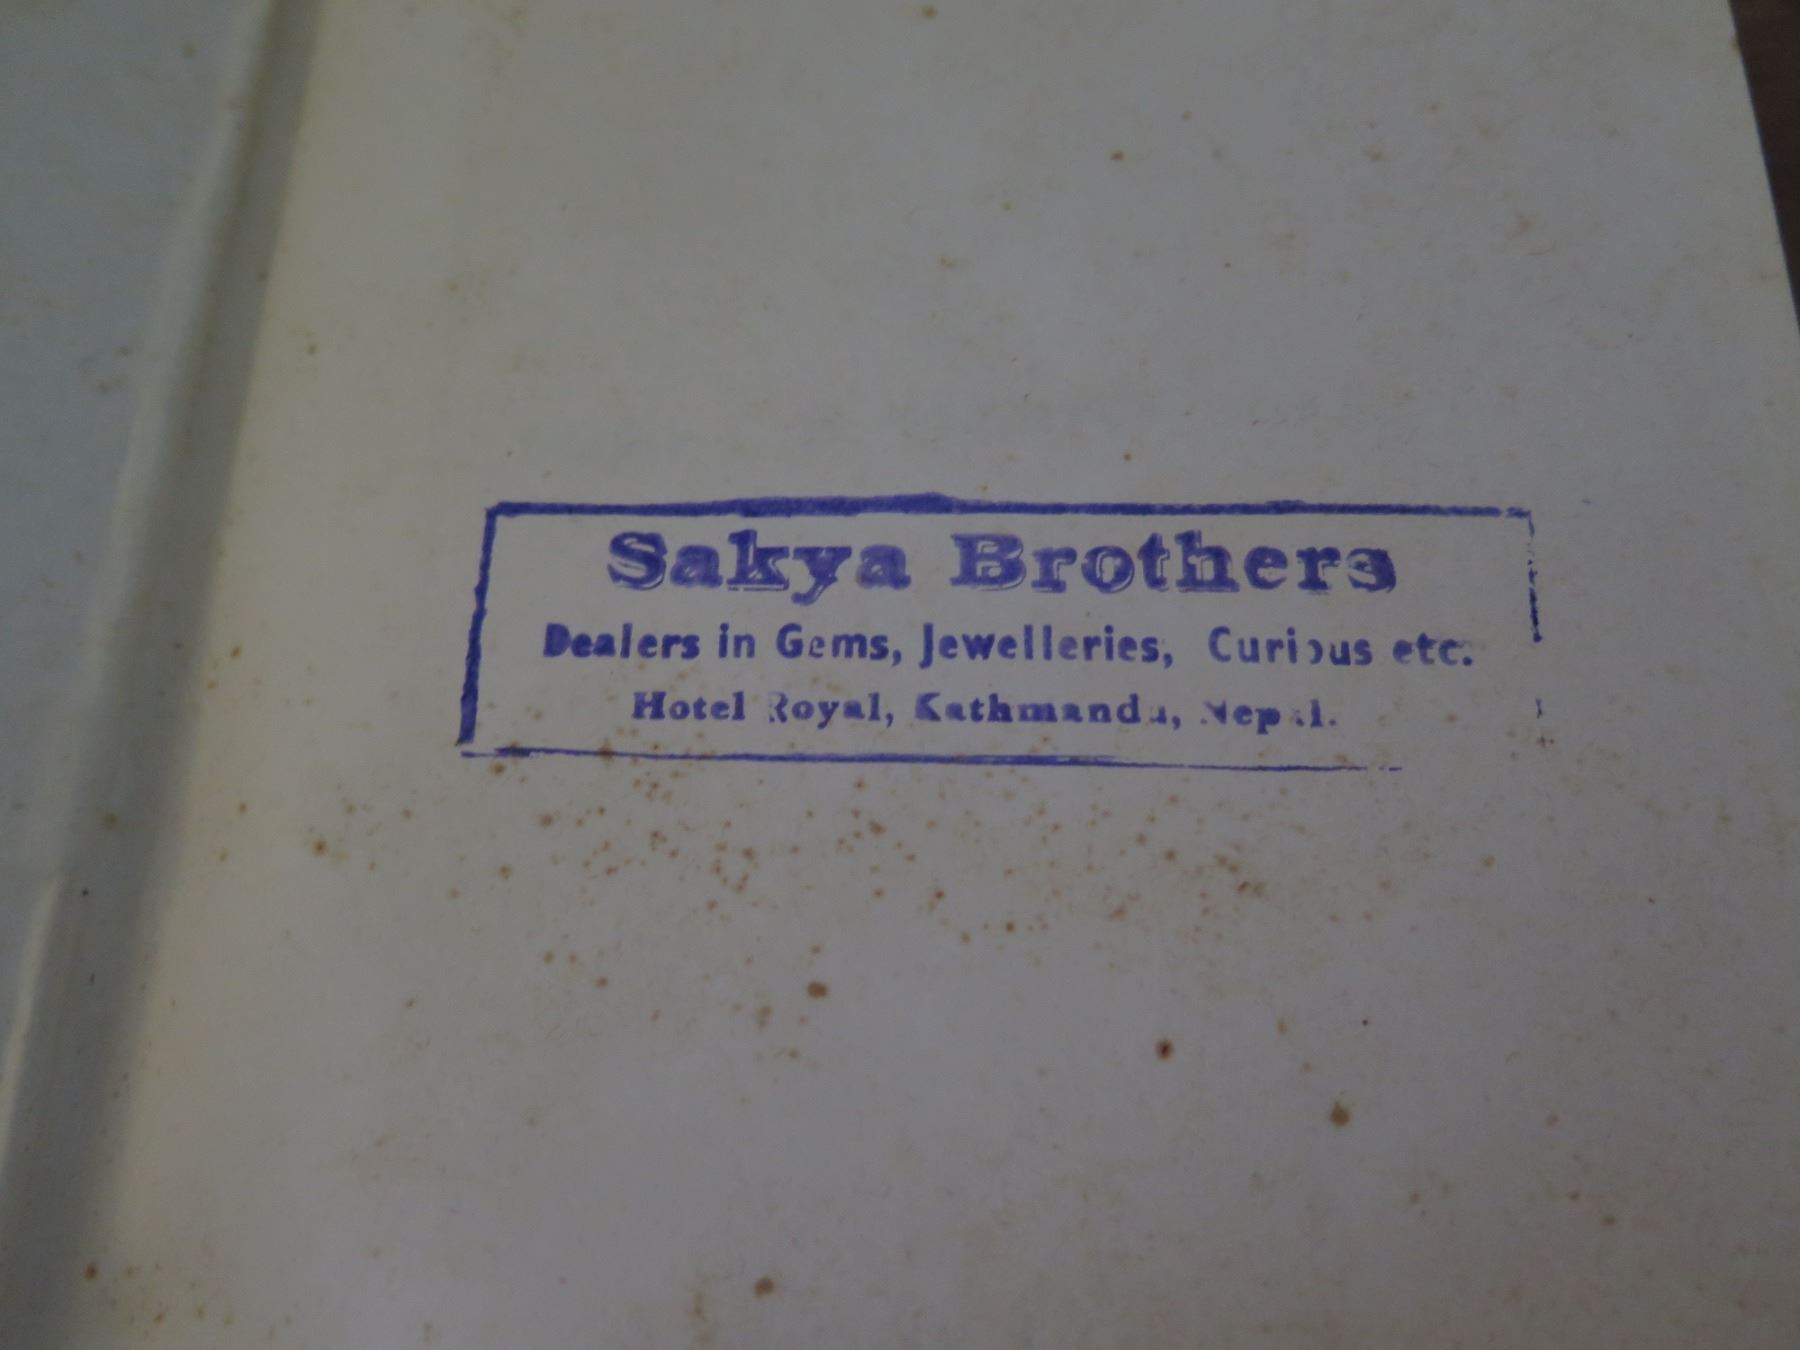 Sakya Brothers
Dealers in Gems, Jewelleries, Curious etc.
Hotel Royal, Kathmandu, Nepal.